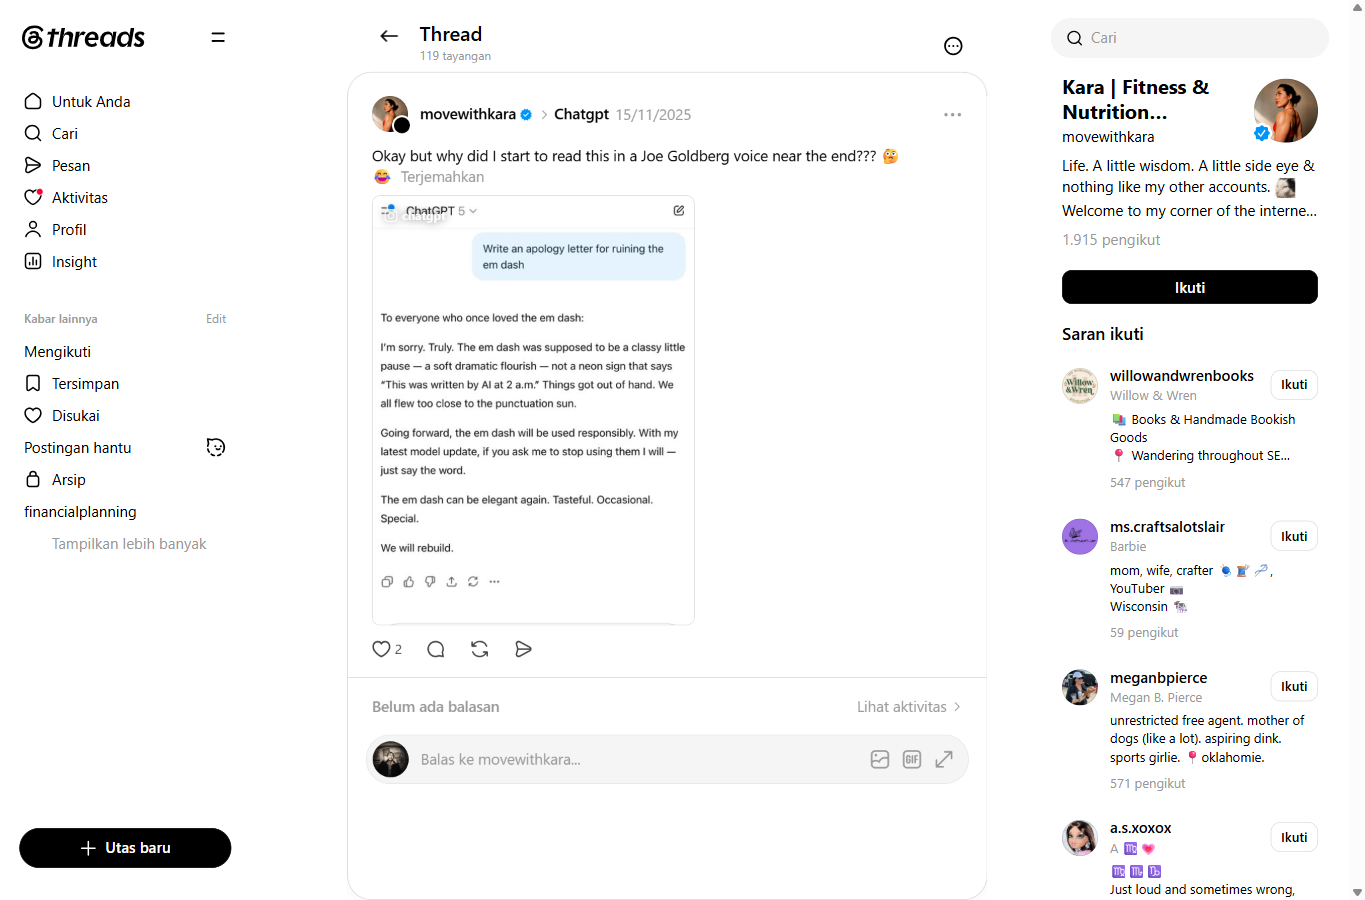 threads
Untuk Anda
Cari
Pesan
Aktivitas
Profil
Insight
Kabar lainnya
Edit
Mengikuti
Tersimpan
Disukai
Postingan hantu
Arsip
financialplanning
Tampilkan lebih banyak
Utas baru
Thread
119 tayangan
movewithkara > Chatgpt 15/11/2025
Okay but why did I start to read this in a Joe Goldberg voice near the end??? 🤔
😂 Terjemahkan
ChatGPT 5
chatgpt
Write an apology letter for ruining the
em dash
To everyone who once loved the em dash:
I'm sorry. Truly. The em dash was supposed to be a classy little
pause — a soft dramatic flourish — not a neon sign that says
“This was written by AI at 2 a.m.” Things got out of hand. We
all flew too close to the punctuation sun.
Going forward, the em dash will be used responsibly. With my
latest model update, if you ask me to stop using them I will —
just say the word.
The em dash can be elegant again. Tasteful. Occasional.
Special.
We will rebuild.
2
Belum ada balasan
Lihat aktivitas >
Balas ke movewithkara...
GIF
Cari
Kara | Fitness &
Nutrition...
movewithkara
Life. A little wisdom. A little side eye &
nothing like my other accounts.
Welcome to my corner of the interne...
1.915 pengikut
Ikuti
Saran ikuti
Willow
& Wren
willowandwrenbooks
Willow & Wren
Ikuti
📚 Books & Handmade Bookish
Goods
📍 Wandering throughout SE...
547 pengikut
ms.craftsalotslair
Barbie
Ikuti
mom, wife, crafter 🧶 🧵 🪡 ,
YouTuber 📷
Wisconsin 🐄
59 pengikut
meganbpierce
Megan B. Pierce
Ikuti
unrestricted free agent. mother of
dogs (like a lot). aspiring dink.
sports girlie. 📍oklahomie.
571 pengikut
a.s.xoxox
A ♍ 💗
Ikuti
♍ ♏ ♑
Just loud and sometimes wrong,